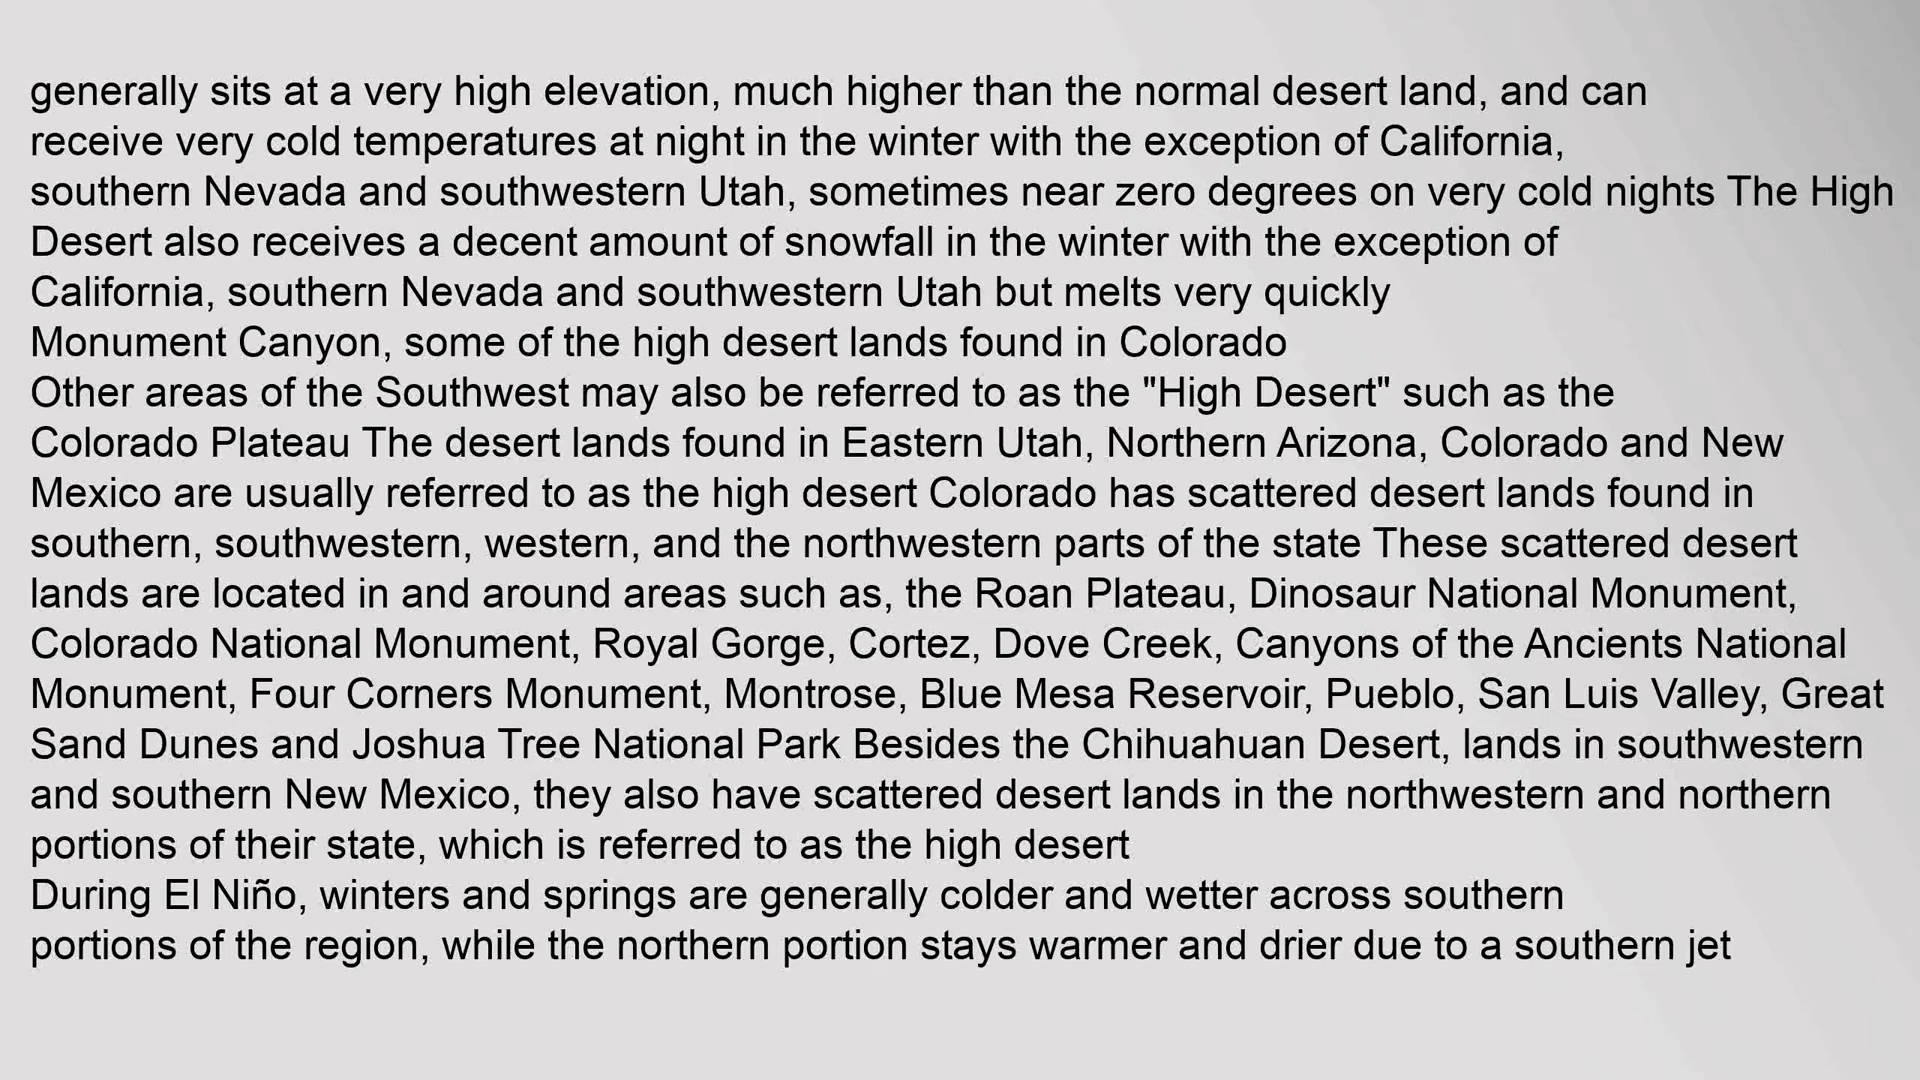 generally sits at a very high elevation, much higher than the normal desert land, and can
receive very cold temperatures at night in the winter with the exception of California,
southern Nevada and southwestern Utah, sometimes near zero degrees on very cold nights The High
Desert also receives a decent amount of snowfall in the winter with the exception of
California, southern Nevada and southwestern Utah but melts very quickly
Monument Canyon, some of the high desert lands found in Colorado
Other areas of the Southwest may also be referred to as the "High Desert" such as the
Colorado Plateau The desert lands found in Eastern Utah, Northern Arizona, Colorado and New
Mexico are usually referred to as the high desert Colorado has scattered desert lands found in
southern, southwestern, western, and the northwestern parts of the state These scattered desert
lands are located in and around areas such as, the Roan Plateau, Dinosaur National Monument,
Colorado National Monument, Royal Gorge, Cortez, Dove Creek, Canyons of the Ancients National
Monument, Four Corners Monument, Montrose, Blue Mesa Reservoir, Pueblo, San Luis Valley, Great
Sand Dunes and Joshua Tree National Park Besides the Chihuahuan Desert, lands in southwestern
and southern New Mexico, they also have scattered desert lands in the northwestern and northern
portions of their state, which is referred to as the high desert
During El Niño, winters and springs are generally colder and wetter across southern
portions of the region, while the northern portion stays warmer and drier due to a southern jet